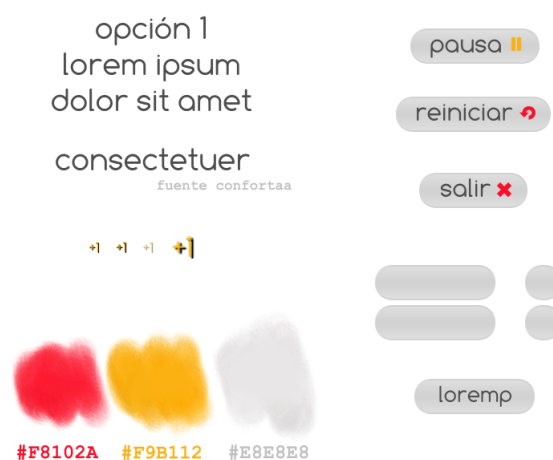 opción 1
lorem ipsum
dolor sit amet
consectetuer
fuente confortaa
+1 +1 +1 +1
#F8102A #F9B112 #E8E8E8
pausa
reiniciar
salir
loremp